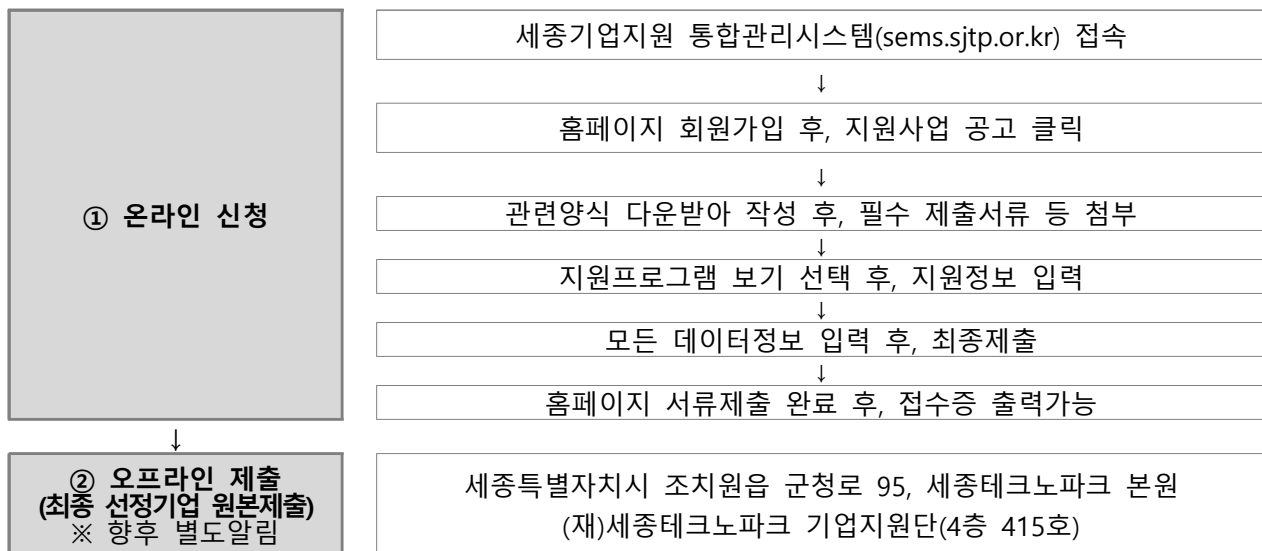 ① 온라인 신청
세종기업지원 통합관리시스템(sems.sjtp.or.kr) 접속
↓
홈페이지 회원가입 후, 지원사업 공고 클릭
↓
관련양식 다운받아 작성 후, 필수 제출서류 등 첨부
↓
지원프로그램 보기 선택 후, 지원정보 입력
↓
모든 데이터정보 입력 후, 최종제출
↓
홈페이지 서류제출 완료 후, 접수증 출력가능
↓
② 오프라인 제출
(최종 선정기업 원본제출)
※ 향후 별도알림
세종특별자치시 조치원읍 군청로 95, 세종테크노파크 본원
(재)세종테크노파크 기업지원단(4층 415호)